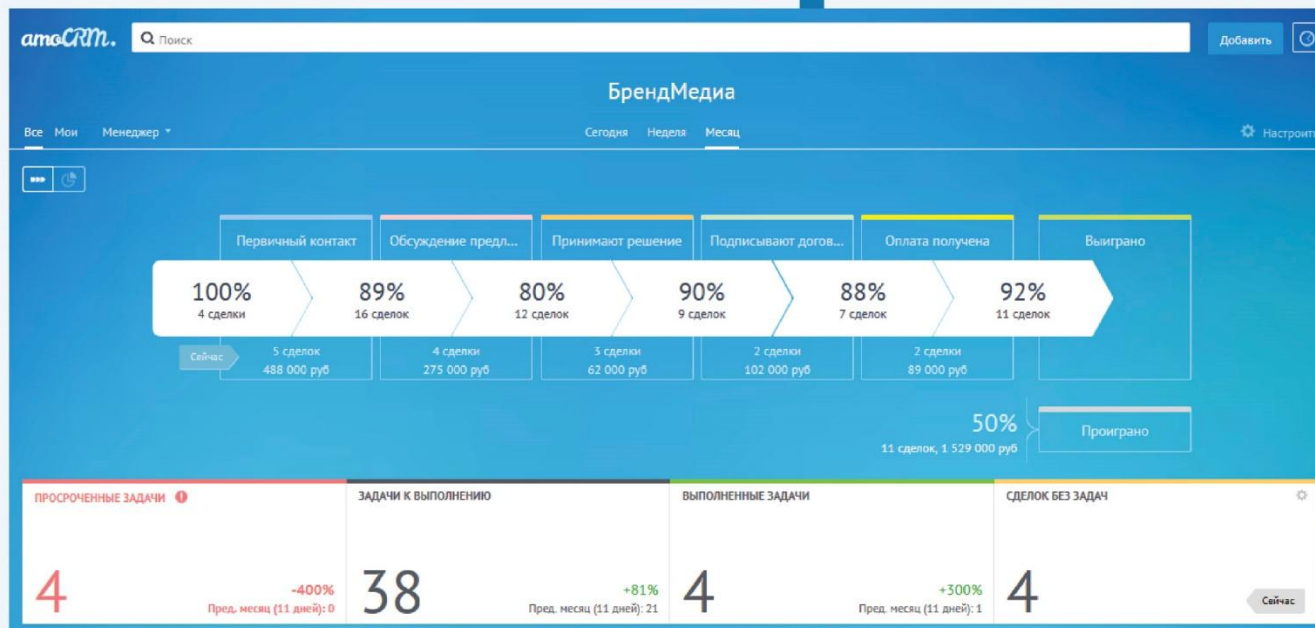 amoCRM.
Поиск
Добавить
БрендМедиа
Все Мои Менеджер
Сегодня Неделя Месяц
Настроить
Первичный контакт
Обсуждение предл...
Принимают решение
Подписывают догов...
Оплата получена
Выиграно
100%
4 сделки
89%
16 сделок
80%
12 сделок
90%
9 сделок
88%
7 сделок
92%
11 сделок
Сейчас
5 сделок
488 000 руб
4 сделки
275 000 руб
3 сделки
62 000 руб
2 сделки
102 000 руб
2 сделки
89 000 руб
50%
11 сделок, 1 529 000 руб
Проиграно
ПРОСРОЧЕННЫЕ ЗАДАЧИ
4
-400%
Пред. месяц (11 дней): 0
ЗАДАЧИ К ВЫПОЛНЕНИЮ
38
+81%
Пред. месяц (11 дней): 21
ВЫПОЛНЕННЫЕ ЗАДАЧИ
4
+300%
Пред. месяц (11 дней): 1
СДЕЛОК БЕЗ ЗАДАЧ
4
Сейчас